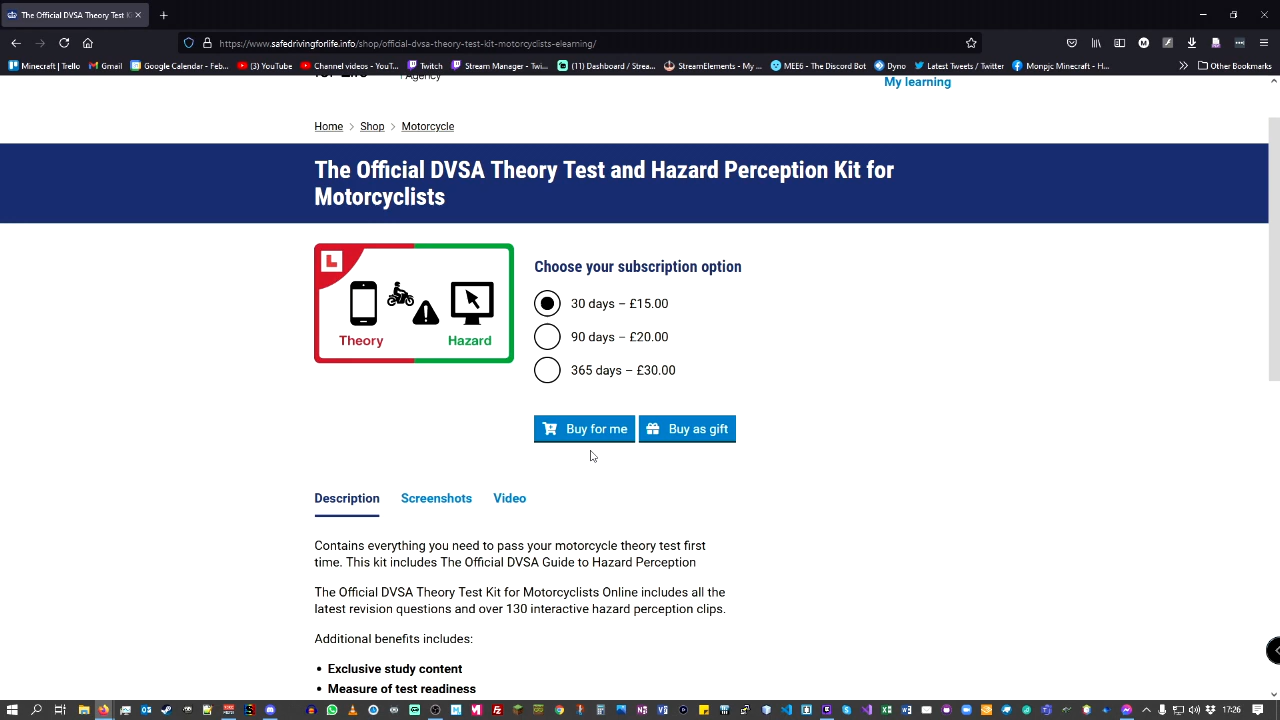 The Official DVSA Theory Test
https://www.safedrivingforlife.info/shop/official-dvsa-theory-test-kit-motorcyclists-elearning/
Minecraft | Trello
Gmail
Google Calendar - Feb...
(3) YouTube
Channel videos - YouT...
Twitch
Stream Manager - Twi...
(11) Dashboard / Strea...
StreamElements - My ...
MEE6 - The Discord Bot
Dyno
Latest Tweets / Twitter
Monpjc Minecraft - H...
Other Bookmarks
for Life
Agency
My learning
Home > Shop > Motorcycle
The Official DVSA Theory Test and Hazard Perception Kit for
Motorcyclists
L
Theory
Hazard
Choose your subscription option
30 days – £15.00
90 days – £20.00
365 days – £30.00
Buy for me
Buy as gift
Description
Screenshots
Video
Contains everything you need to pass your motorcycle theory test first
time. This kit includes The Official DVSA Guide to Hazard Perception
The Official DVSA Theory Test Kit for Motorcyclists Online includes all the
latest revision questions and over 130 interactive hazard perception clips.
Additional benefits includes:
• Exclusive study content
• Measure of test readiness
17:26